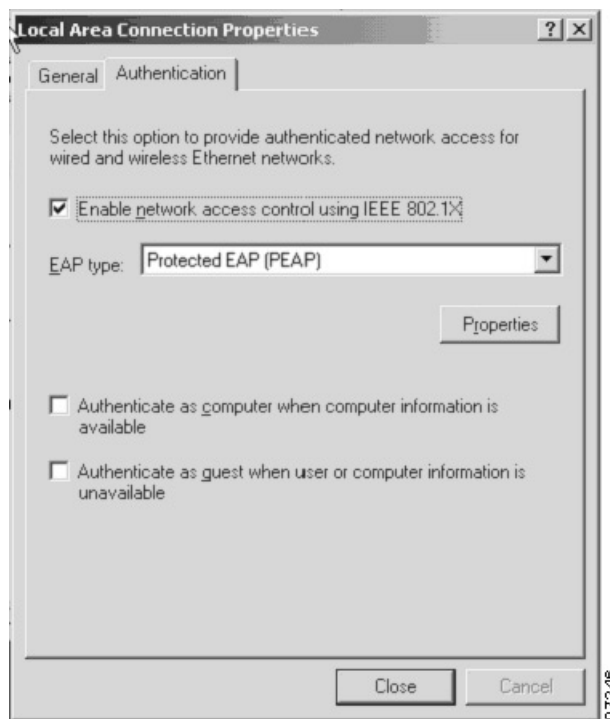 Local Area Connection Properties
General
Authentication
Select this option to provide authenticated network access for
wired and wireless Ethernet networks.
Enable network access control using IEEE 802.1X
EAP type:
Protected EAP (PEAP)
Properties
Authenticate as computer when computer information is
available
Authenticate as guest when user or computer information is
unavailable
Close
Cancel